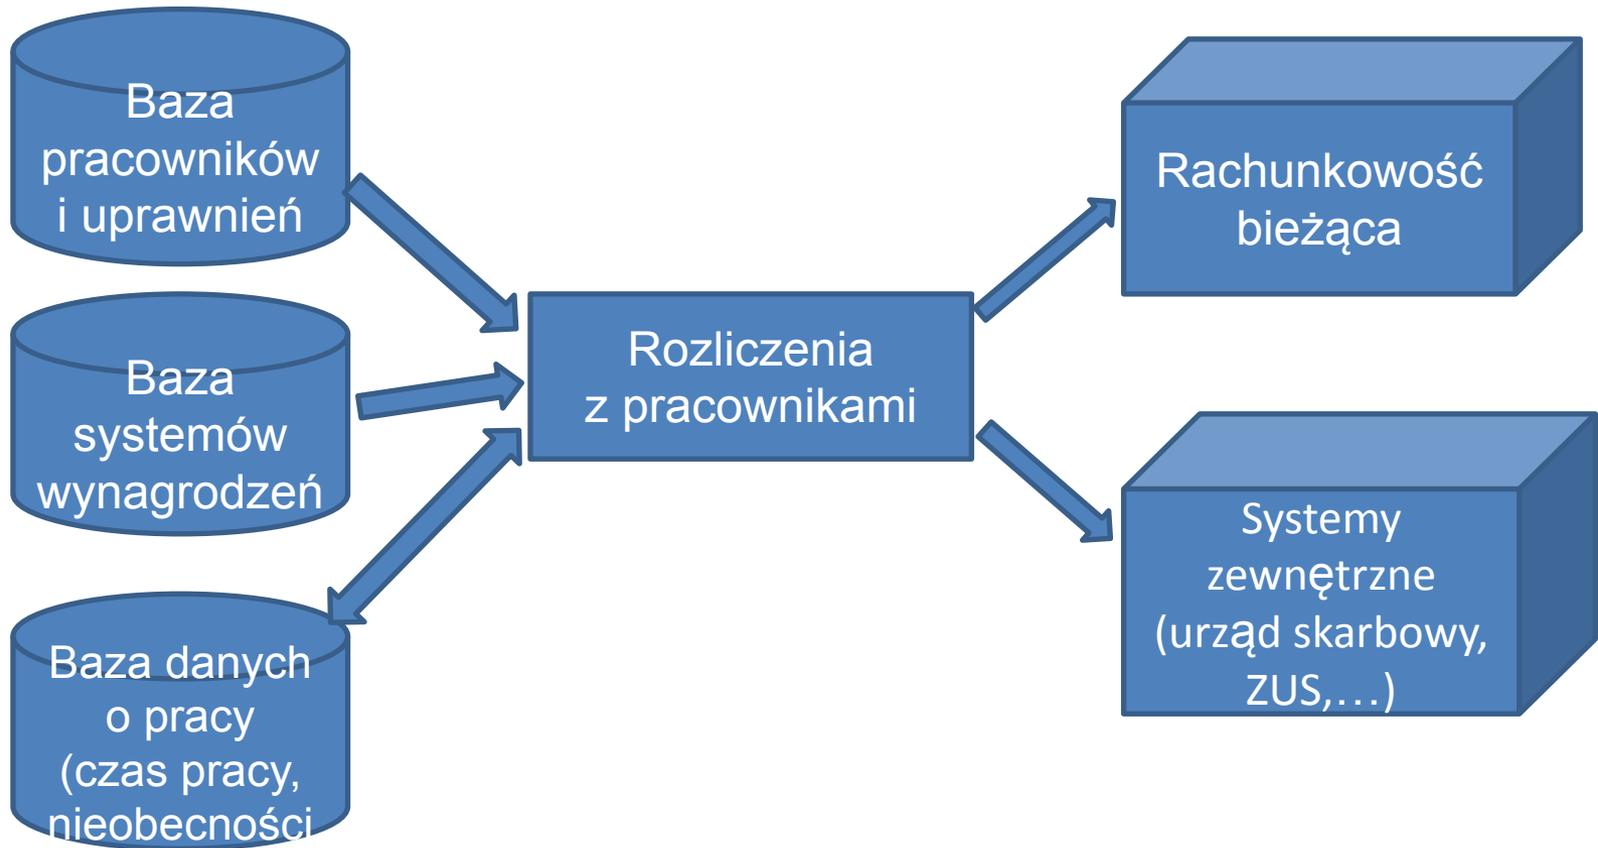 Baza
pracowników
i uprawnień
Baza
systemów
wynagrodzeń
Baza danych
o pracy
(czas pracy,
nieobecności
Rozliczenia
z pracownikami
Rachunkowość
bieżąca
Systemy
zewnętrzne
(urząd skarbowy,
ZUS,…)